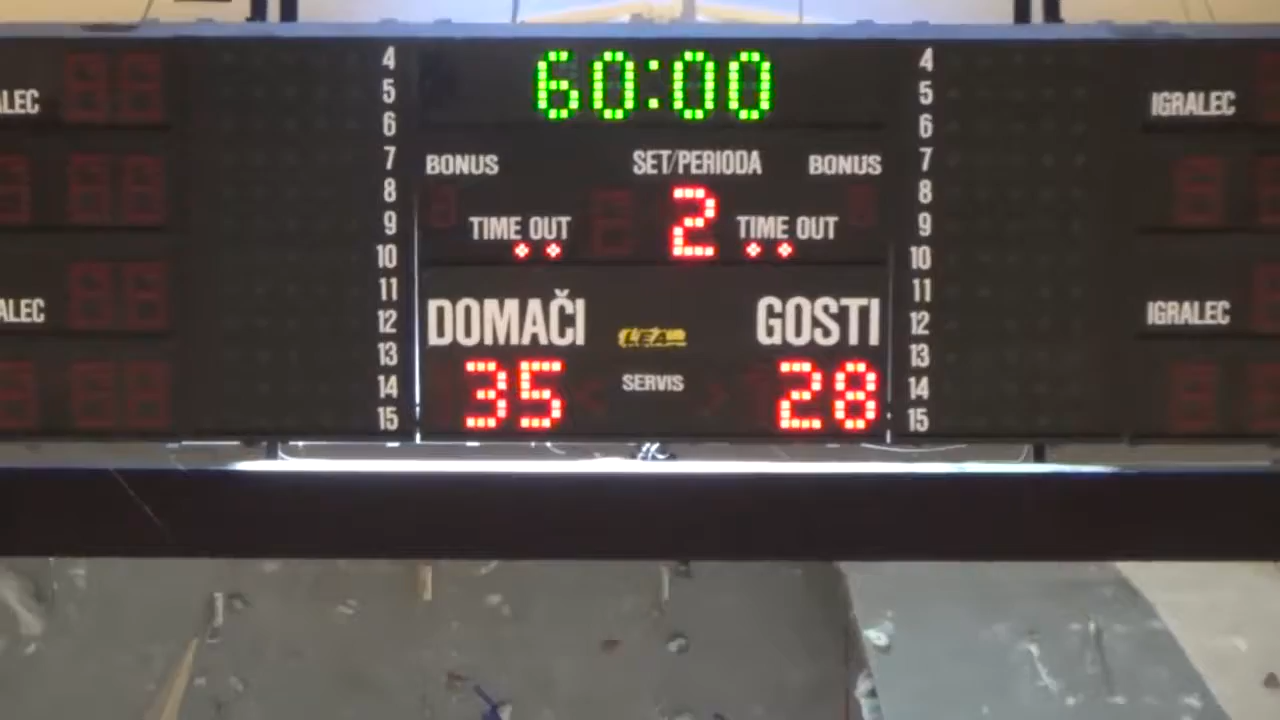 60:00
BONUS SET/PERIODA BONUS
2
TIME OUT TIME OUT
DOMAČI GOSTI
LEA
35 SERVIS 28
4
5
6
7
8
9
10
11
12
13
14
15
4
5
6
7
8
9
10
11
12
13
14
15
ALEC
ALEC
IGRALEC
IGRALEC